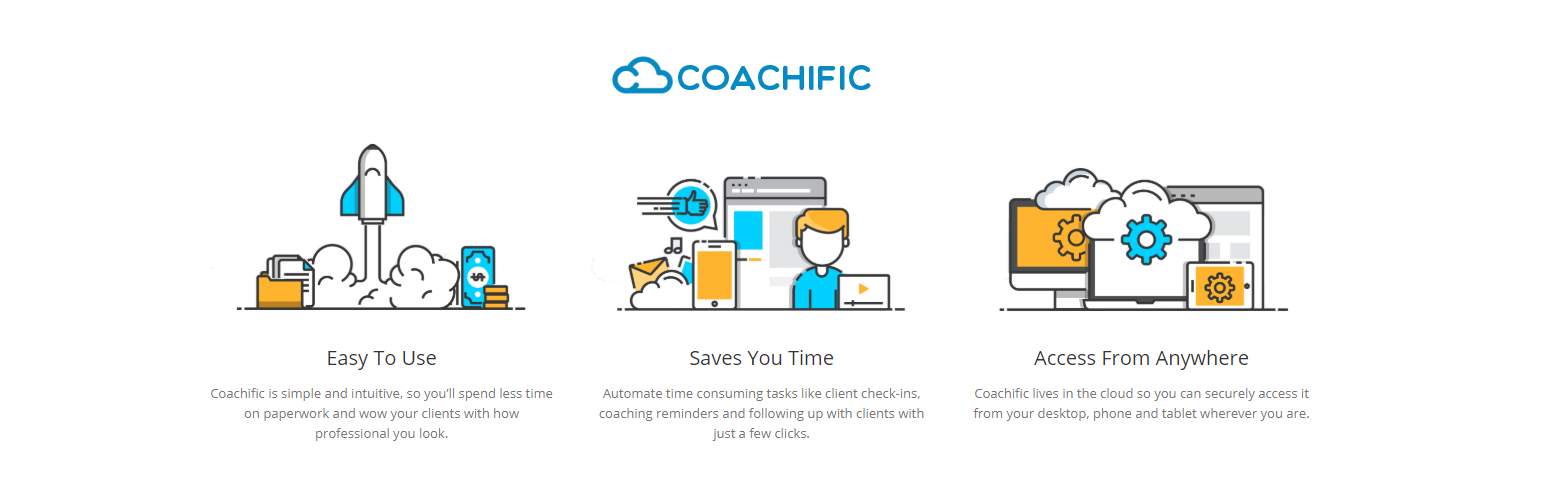 COACHIFIC
Easy To Use
Coachific is simple and intuitive, so you’ll spend less time
on paperwork and wow your clients with how
professional you look.
Saves You Time
Automate time consuming tasks like client check-ins,
coaching reminders and following up with clients with
just a few clicks.
Access From Anywhere
Coachific lives in the cloud so you can securely access it
from your desktop, phone and tablet wherever you are.